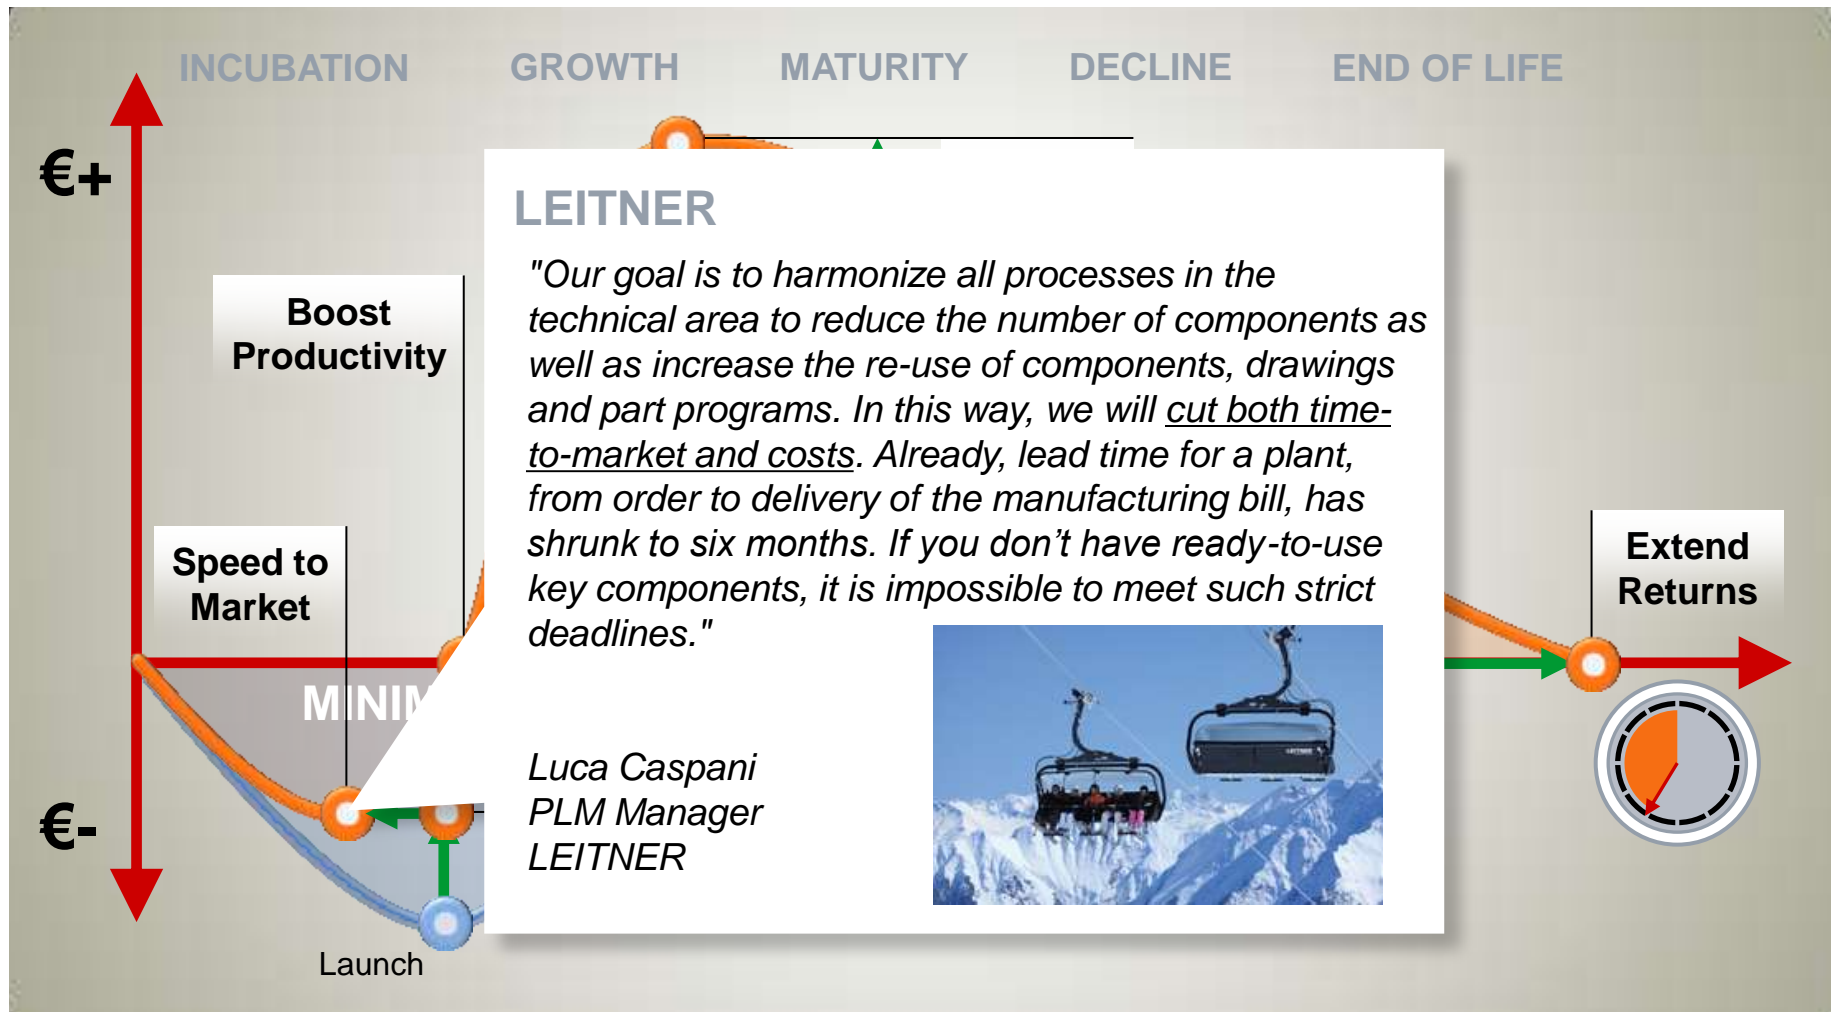 INCUBATION
GROWTH
MATURITY
DECLINE
END OF LIFE
€+
LEITNER
"Our goal is to harmonize all processes in the
technical area to reduce the number of components as
well as increase the re-use of components, drawings
and part programs. In this way, we will cut both time-
to-market and costs. Already, lead time for a plant,
from order to delivery of the manufacturing bill, has
shrunk to six months. If you don’t have ready-to-use
key components, it is impossible to meet such strict
deadlines."
Luca Caspani
PLM Manager
LEITNER
LEITNER
Boost
Productivity
Speed to
Market
Extend
Returns
€-
Launch